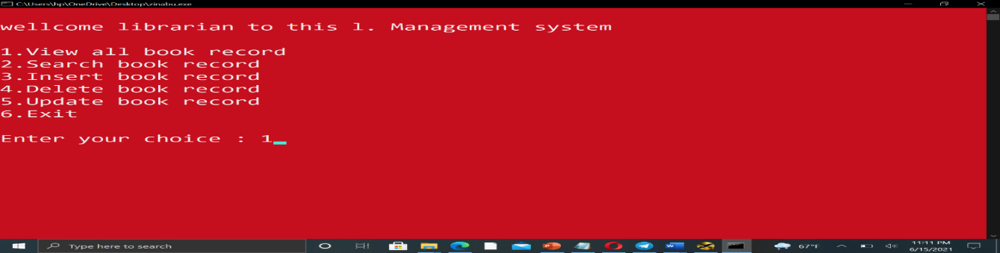 C:\Users\hp\OneDrive\Desktop\zinabu.exe
wellcome librarian to this l. Management system
1.View all book record
2.Search book record
3.Insert book record
4.Delete book record
5.Update book record
6.Exit
Enter your choice : 1
Type here to search
67°F
11:11 PM
6/15/2021